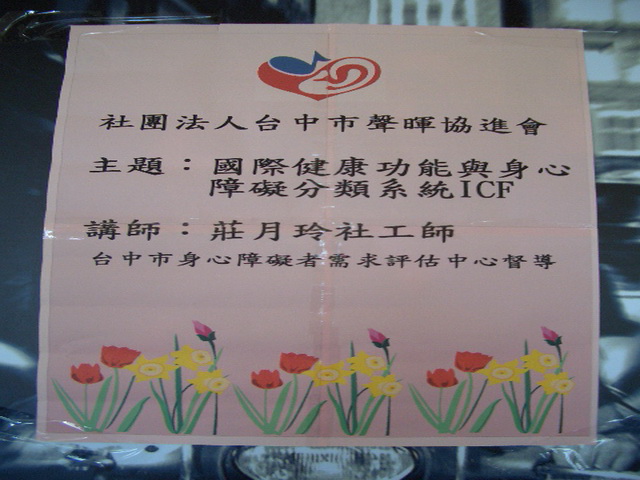 社團法人台中市聲暉協進會
主題：國際健康功能與身心
障礙分類系統ICF
講師：莊月玲社工師
台中市身心障礙者需求評估中心督導